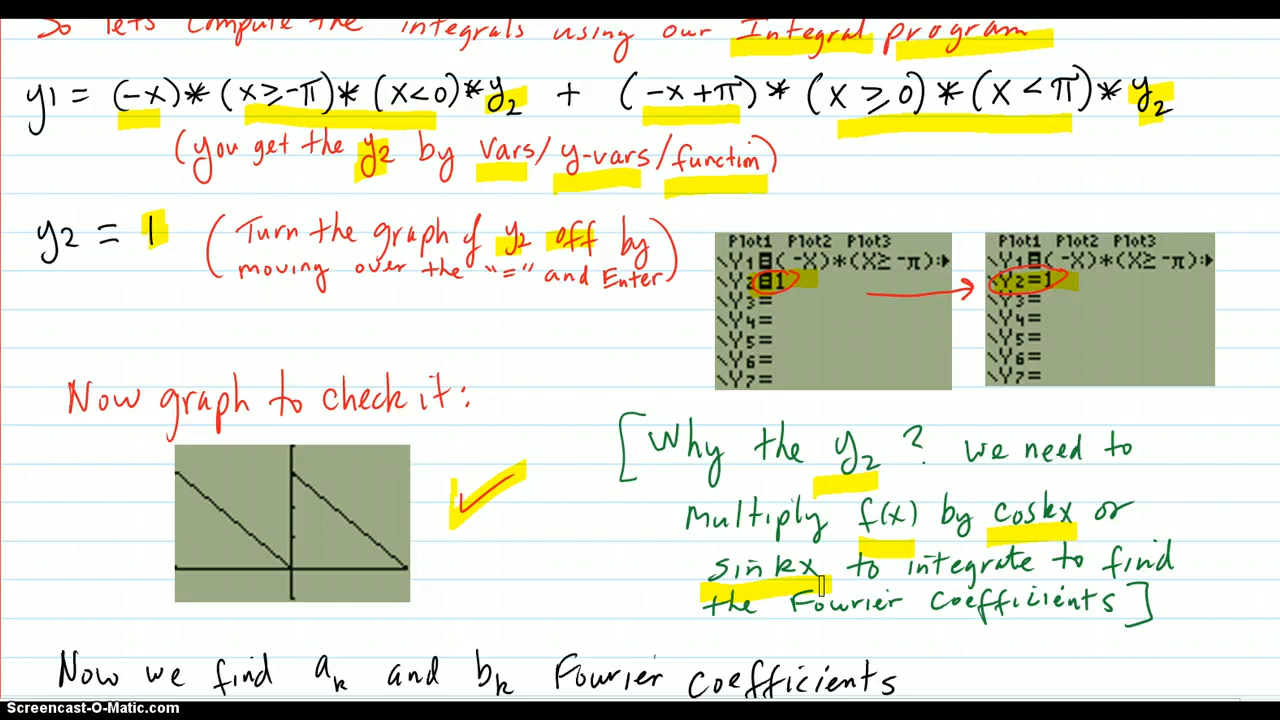 So lets compute the integrals using our Integral program
y1 = (-x)*(x≥-π)*(x<0)*y2 + (-x+π)*(x≥0)*(x<π)*y2
(you get the y2 by vars/y-vars/function)
y2 = 1 (Turn the graph of y2 off by
moving over the "=" and Enter)
Plot1 Plot2 Plot3
\Y1=(-X)*(X≥-π)
\Y2=1
\Y3=
\Y4=
\Y5=
\Y6=
\Y7=
Plot1 Plot2 Plot3
\Y1=(-X)*(X≥-π)
\Y2=1
\Y3=
\Y4=
\Y5=
\Y6=
\Y7=
Now graph to check it:
[Why the y2? we need to
multiply f(x) by coskx or
sin kx to integrate to find
the Fourier coefficients]
Now we find ak and bk Fourier coefficients
Screencast-O-Matic.com